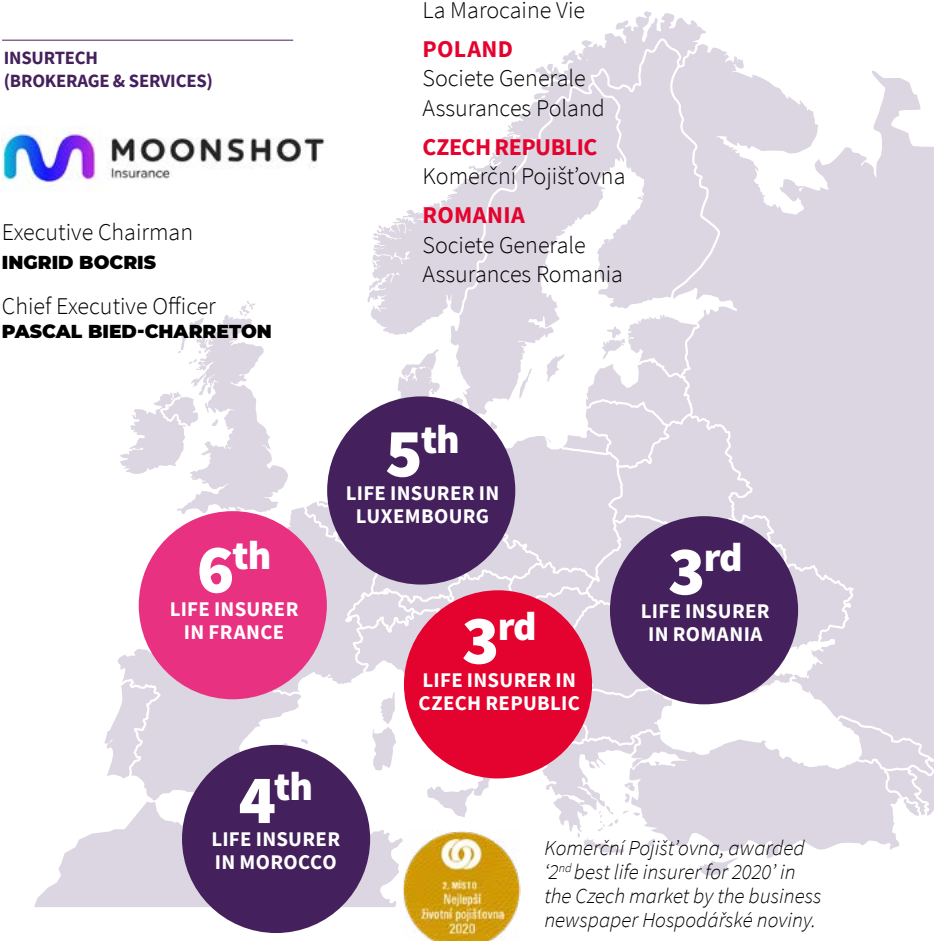 INSURTECH
(BROKERAGE & SERVICES)
MOONSHOT
Insurance
Executive Chairman
INGRID BOCRIS
Chief Executive Officer
PASCAL BIED-CHARRETON
La Marocaine Vie
POLAND
Societe Generale
Assurances Poland
CZECH REPUBLIC
Komerční Pojišt’ovna
ROMANIA
Societe Generale
Assurances Romania
5th
LIFE INSURER IN
LUXEMBOURG
6th
LIFE INSURER
IN FRANCE
3rd
LIFE INSURER
IN ROMANIA
3rd
LIFE INSURER IN
CZECH REPUBLIC
4th
LIFE INSURER
IN MOROCCO
2. MÍSTO
Nejlepší
životní pojišťovna
2020
Komerční Pojišt’ovna, awarded
‘2nd best life insurer for 2020’ in
the Czech market by the business
newspaper Hospodářské noviny.